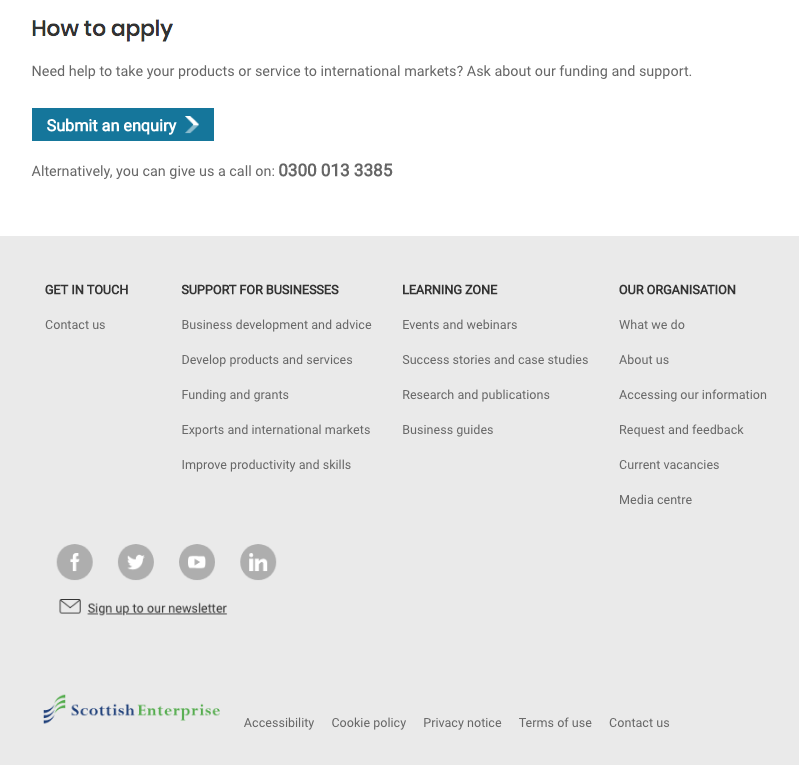 How to apply
Need help to take your products or service to international markets? Ask about our funding and support.
Submit an enquiry
Alternatively, you can give us a call on: 0300 013 3385
GET IN TOUCH
Contact us
SUPPORT FOR BUSINESSES
Business development and advice
Develop products and services
Funding and grants
Exports and international markets
Improve productivity and skills
LEARNING ZONE
Events and webinars
Success stories and case studies
Research and publications
Business guides
OUR ORGANISATION
What we do
About us
Accessing our information
Request and feedback
Current vacancies
Media centre
Sign up to our newsletter
Scottish Enterprise
Accessibility Cookie policy Privacy notice Terms of use Contact us